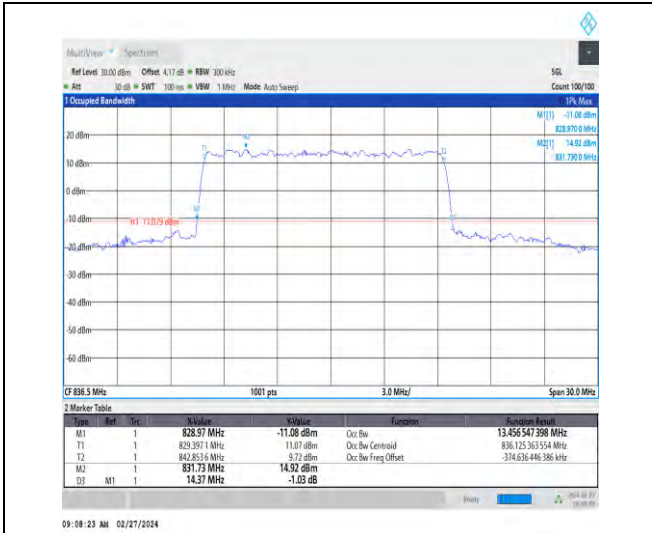 MultiView Spectrum
Ref Level 30.00 dBm Offset 4.17 dB RBW 300 kHz SGL
Att 30 dB SWT 100 ms VBW 1 MHz Mode Auto Sweep Count 100/100
1 Occupied Bandwidth 1Pk Max
M1[1] -11.08 dBm
828.970 0 MHz
M2[1] 14.92 dBm
831.730 0 MHz
20 dBm
M2
T1
10 dBm
0 dBm
-10 dBm
H1 -11.079 dBm
-20 dBm
-30 dBm
-40 dBm
-50 dBm
-60 dBm
CF 836.5 MHz 1001 pts 3.0 MHz/ Span 30.0 MHz
2 Marker Table
Type Ref Trc X-Value Y-Value Function Function Result
M1 1 828.97 MHz -11.08 dBm Occ Bw 13.456 547 398 MHz
T1 1 829.397 1 MHz 11.07 dBm Occ Bw Centroid 836.125 363 554 MHz
T2 1 842.853 6 MHz 9.72 dBm Occ Bw Freq Offset -374.636 446 386 kHz
M2 1 831.73 MHz 14.92 dBm
D3 M1 1 14.37 MHz -1.03 dB
09:08:23 AM 02/27/2024